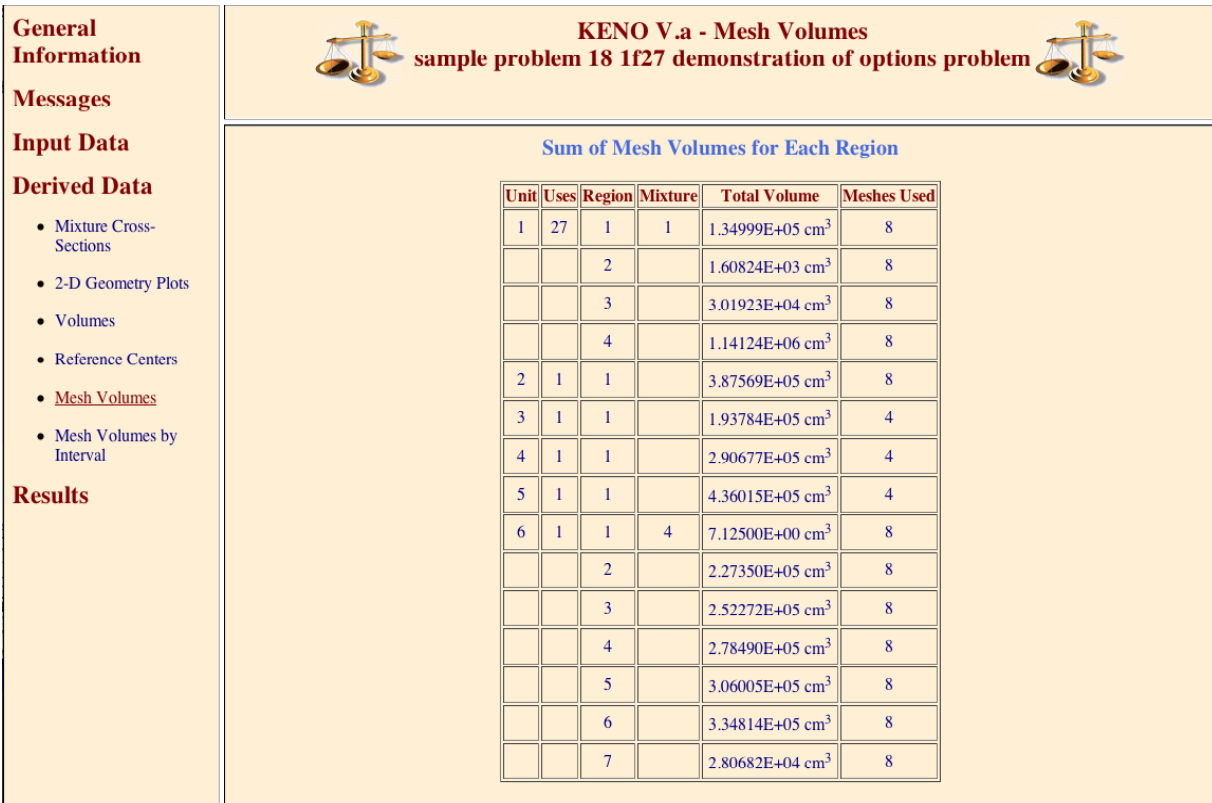 General
Information
Messages
Input Data
Derived Data
Mixture Cross-
Sections
2-D Geometry Plots
Volumes
Reference Centers
Mesh Volumes
Mesh Volumes by
Interval
Results
KENO V.a - Mesh Volumes
sample problem 18 1f27 demonstration of options problem
Sum of Mesh Volumes for Each Region
Unit Uses Region Mixture Total Volume Meshes Used
1 27 1 1 1.34999E+05 cm³ 8
2 1.60824E+03 cm³ 8
3 3.01923E+04 cm³ 8
4 1.14124E+06 cm³ 8
2 1 1 3.87569E+05 cm³ 8
3 1 1 1.93784E+05 cm³ 4
4 1 1 2.90677E+05 cm³ 4
5 1 1 4.36015E+05 cm³ 4
6 1 1 4 7.12500E+00 cm³ 8
2 2.27350E+05 cm³ 8
3 2.52272E+05 cm³ 8
4 2.78490E+05 cm³ 8
5 3.06005E+05 cm³ 8
6 3.34814E+05 cm³ 8
7 2.80682E+04 cm³ 8